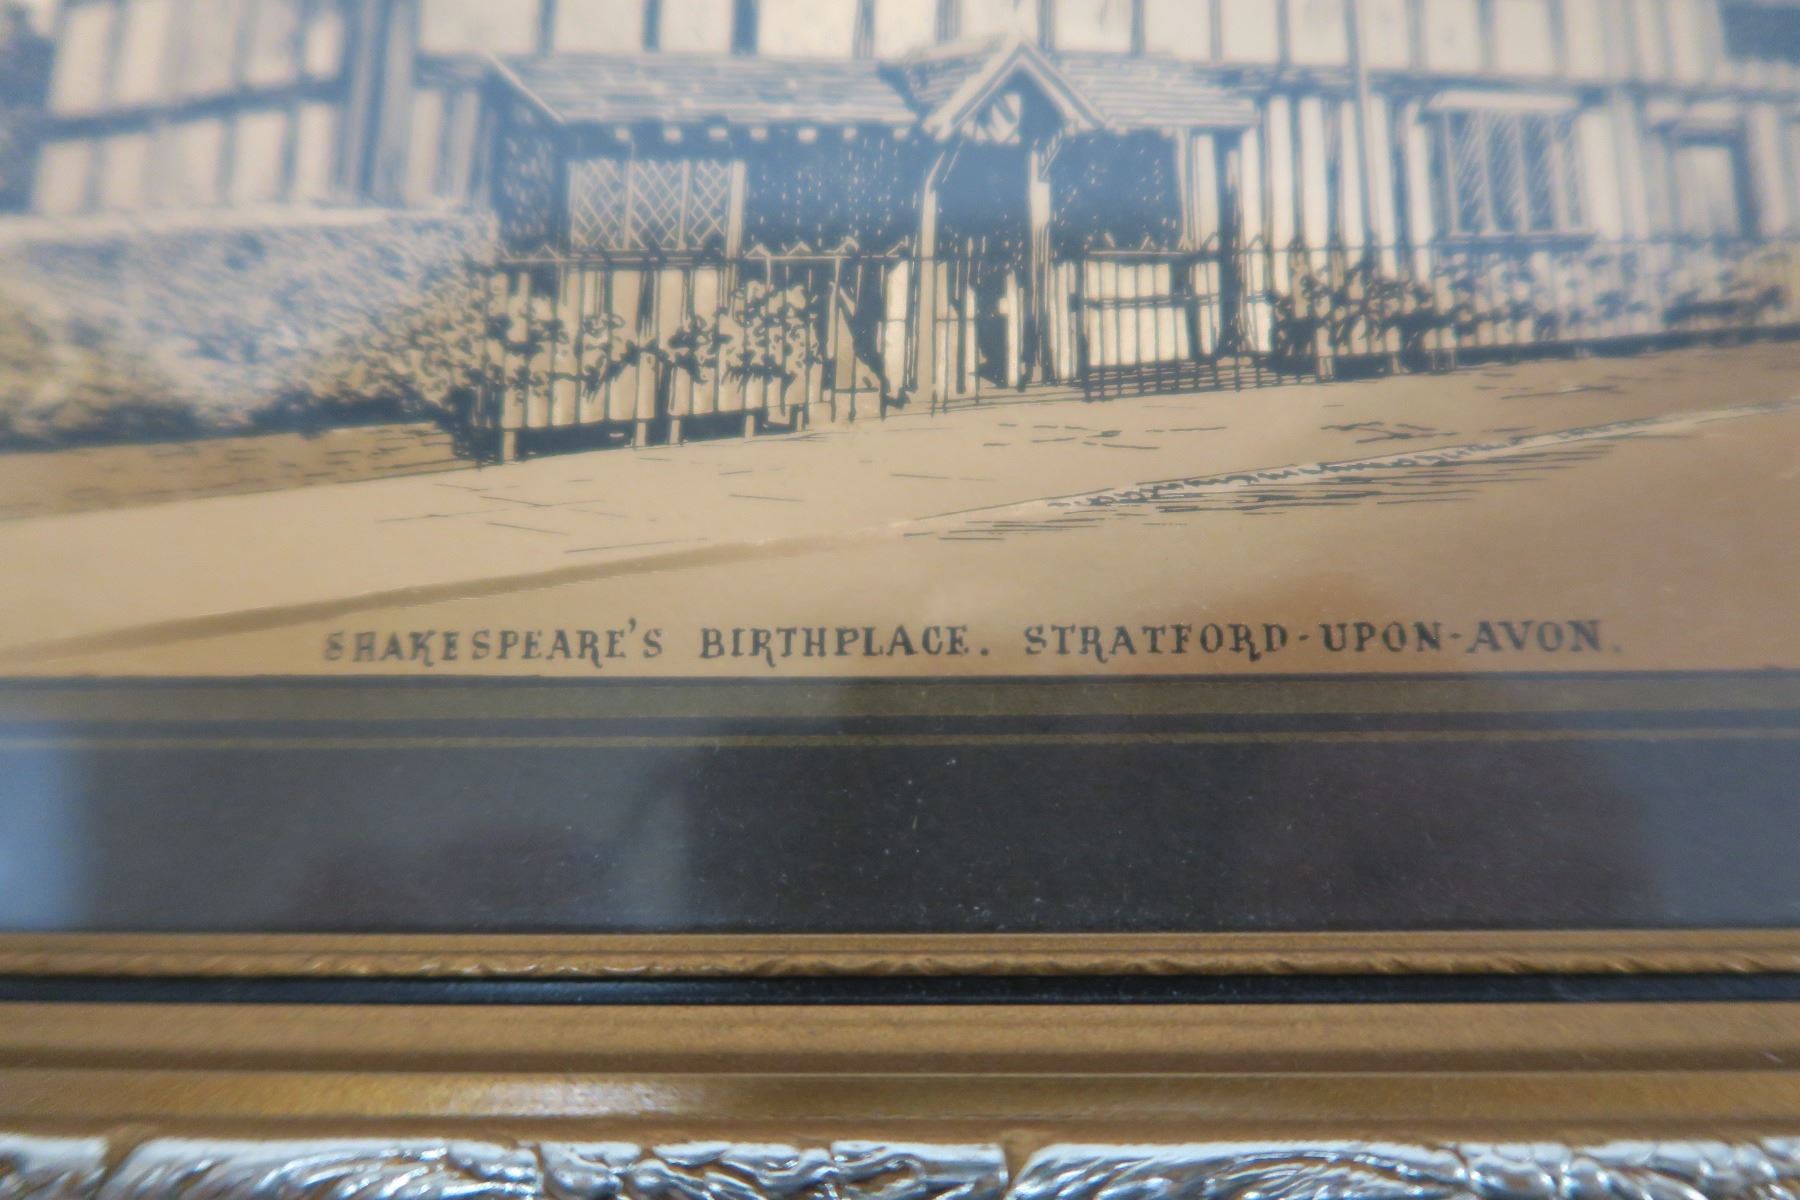 SHAKESPEARE'S BIRTHPLACE. STRATFORD-UPON-AVON.